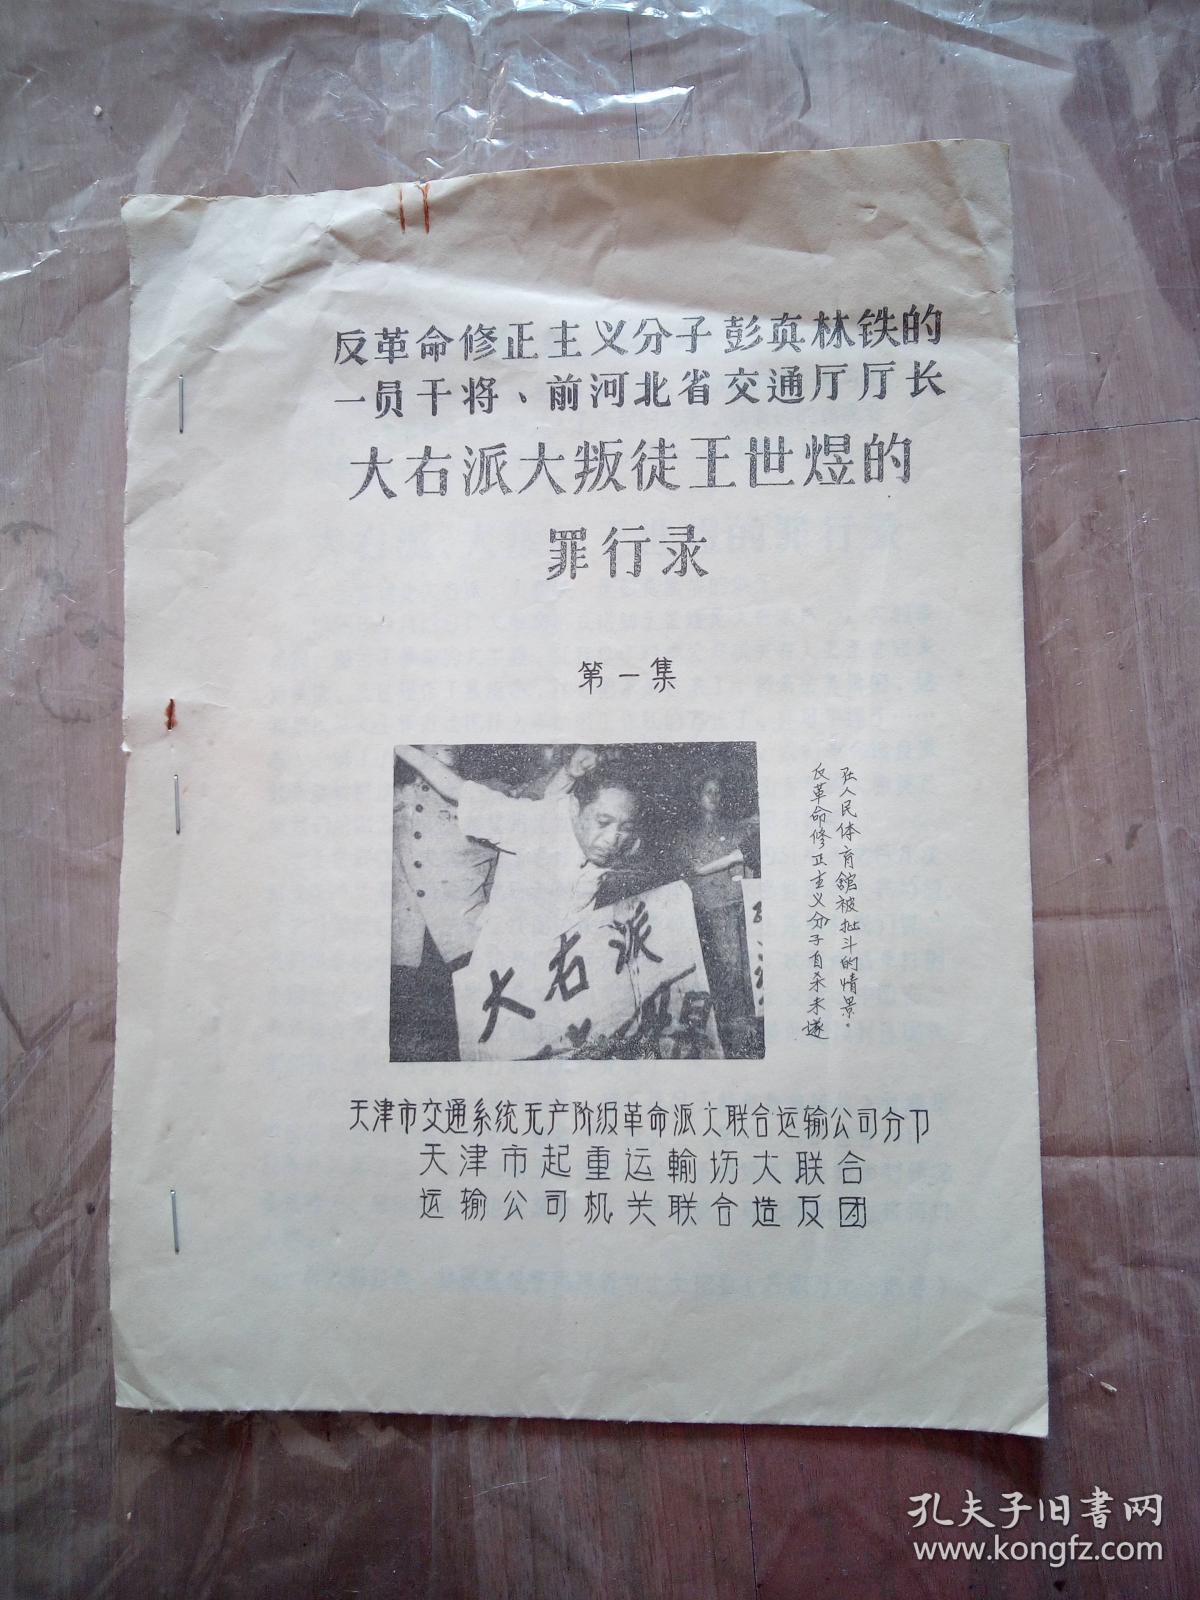 反革命修正主义分子彭真林铁的
一员干将、前河北省交通厅厅长
大右派大叛徒王世煜的
罪行录
第一集
反革命修正主义分子自杀未遂
在人民体育舘被批斗的情景。
大右派
天津市交通系统无产阶级革命派大联合运输公司分卩
天津市起重运輸场大联合
运输公司机关联合造反团
孔夫子旧書网
www.kongfz.com